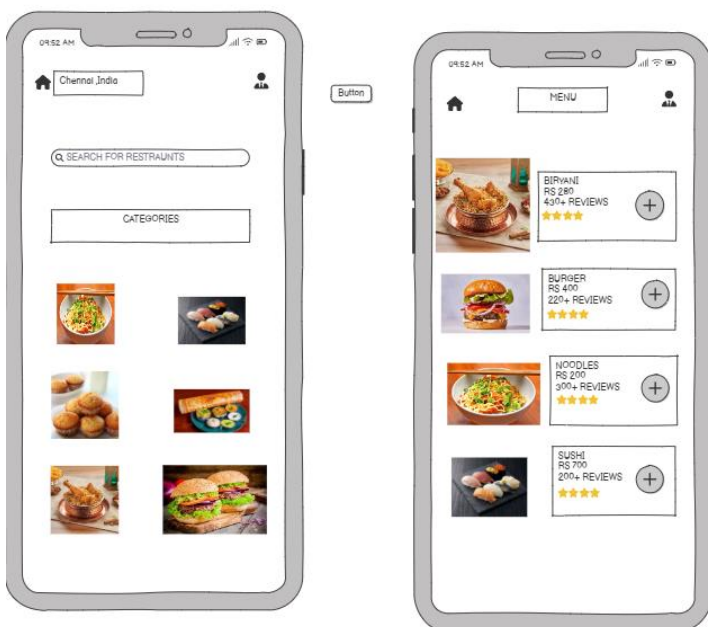 09:52 AM
Chennai ,India
SEARCH FOR RESTRAUNTS
CATEGORIES
Button
09:52 AM
MENU
BIRYANI
RS 280
430+ REVIEWS
BURGER
RS 400
220+ REVIEWS
NOODLES
RS 200
300+ REVIEWS
SUSHI
RS 700
200+ REVIEWS